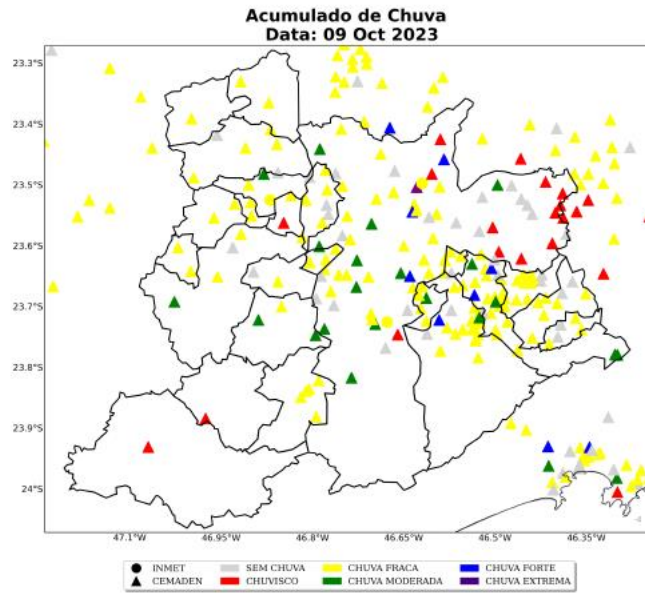 Acumulado de Chuva
Data: 09 Oct 2023
23.3°S
23.4°S
23.5°S
23.6°S
23.7°S
23.8°S
23.9°S
24°S
47.1°W 46.95°W 46.8°W 46.65°W 46.5°W 46.35°W
INMET SEM CHUVA CHUVA FRACA CHUVA FORTE
CEMADEN CHUVISCO CHUVA MODERADA CHUVA EXTREMA